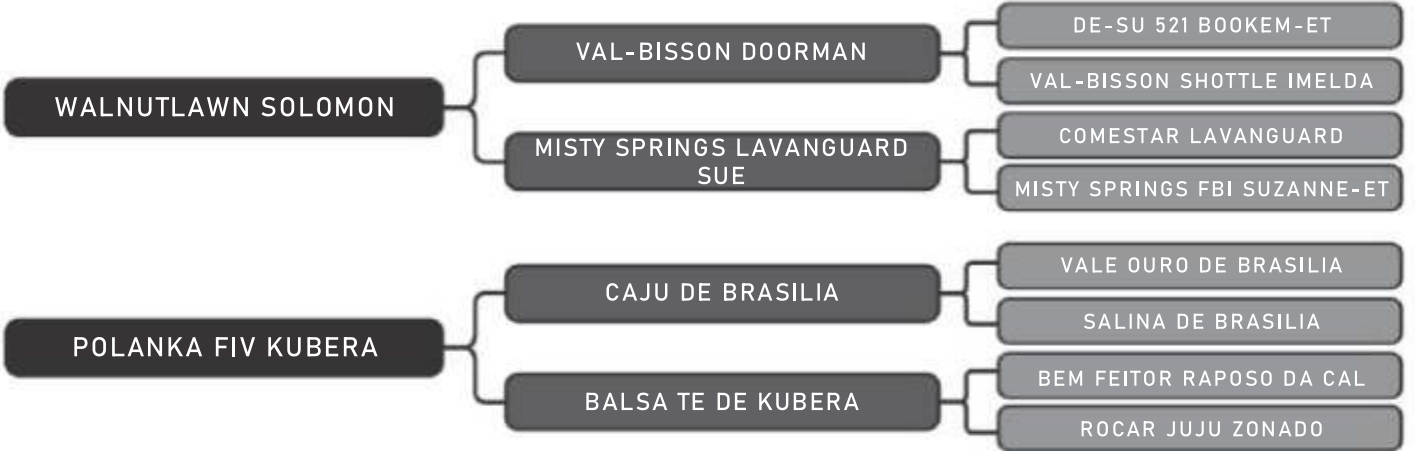 WALNUTLAWN SOLOMON
VAL-BISSON DOORMAN
DE-SU 521 BOOKEM-ET
VAL-BISSON SHOTTLE IMELDA
MISTY SPRINGS LAVANGUARD
SUE
COMESTAR LAVANGUARD
MISTY SPRINGS FBI SUZANNE-ET
POLANKA FIV KUBERA
CAJU DE BRASILIA
VALE OURO DE BRASILIA
SALINA DE BRASILIA
BALSA TE DE KUBERA
BEM FEITOR RAPOSO DA CAL
ROCAR JUJU ZONADO